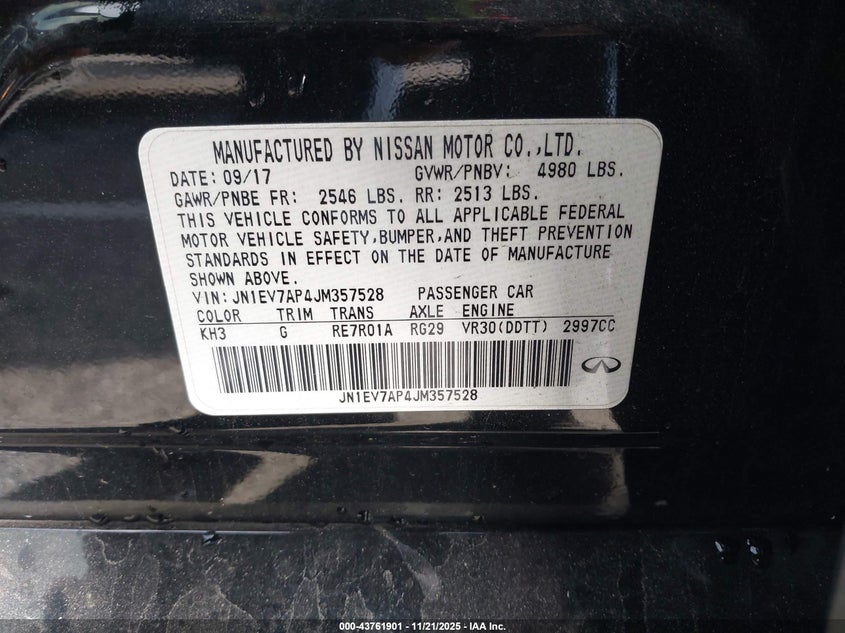 MANUFACTURED BY NISSAN MOTOR CO.,LTD.
DATE: 09/17 GVWR/PNBV: 4980 LBS.
GAWR/PNBE FR: 2546 LBS. RR: 2513 LBS.
THIS VEHICLE CONFORMS TO ALL APPLICABLE FEDERAL
MOTOR VEHICLE SAFETY,BUMPER,AND THEFT PREVENTION
STANDARDS IN EFFECT ON THE DATE OF MANUFACTURE
SHOWN ABOVE.
VIN: JN1EV7AP4JM357528 PASSENGER CAR
COLOR TRIM TRANS AXLE ENGINE
KH3 G RE7R01A RG29 VR30(DDTT) 2997CC
JN1EV7AP4JM357528
000-43761901 - 11/21/2025 - IAA Inc.